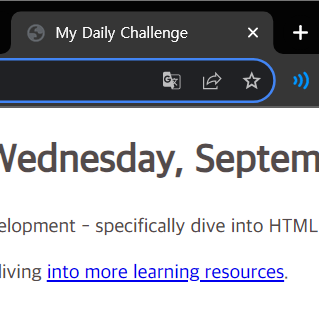 My Daily Challenge
Wednesday, Septem
elopment - specifically dive into HTML
living into more learning resources.